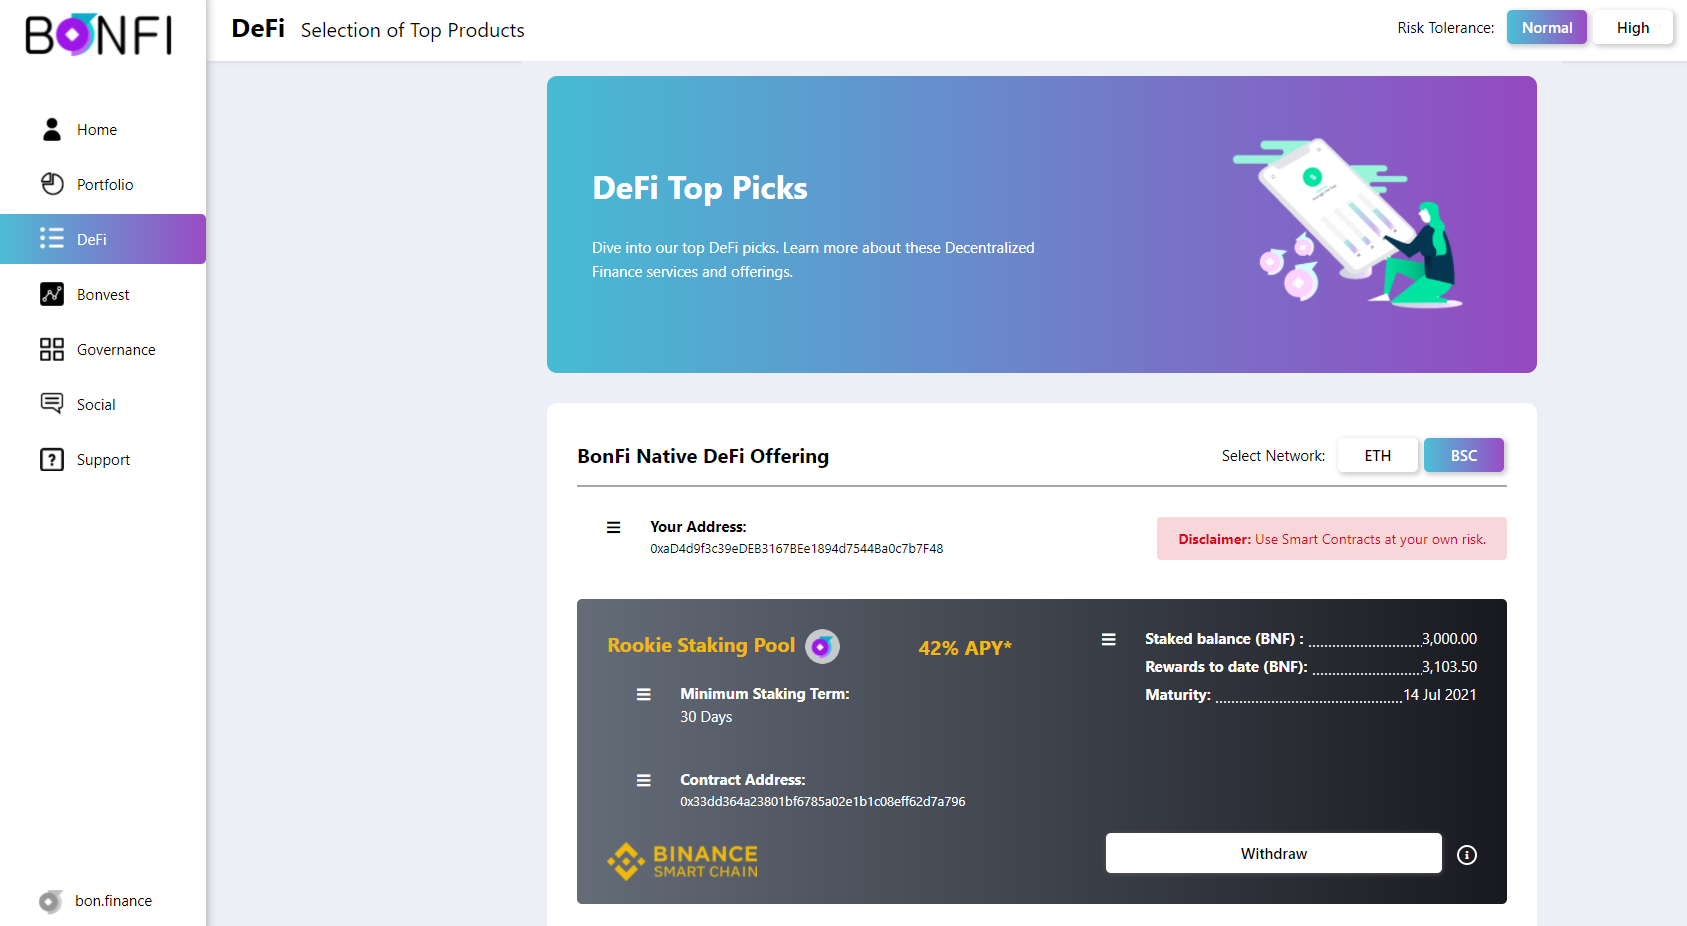 BONFI
DeFi Selection of Top Products
Risk Tolerance: Normal High
Home
Portfolio
DeFi
Bonvest
Governance
Social
Support
bon.finance
DeFi Top Picks
Dive into our top DeFi picks. Learn more about these Decentralized
Finance services and offerings.
BonFi Native DeFi Offering
Select Network: ETH BSC
Your Address:
0xaD4d9f3c39eDEB3167BEe1894d7544Ba0c7b7F48
Disclaimer: Use Smart Contracts at your own risk.
Rookie Staking Pool
42% APY*
Minimum Staking Term:
30 Days
Contract Address:
0x33dd364a23801bf6785a02e1b1c08eff62d7a796
BINANCE
SMART CHAIN
Staked balance (BNF) : 3,000.00
Rewards to date (BNF): 3,103.50
Maturity: 14 Jul 2021
Withdraw